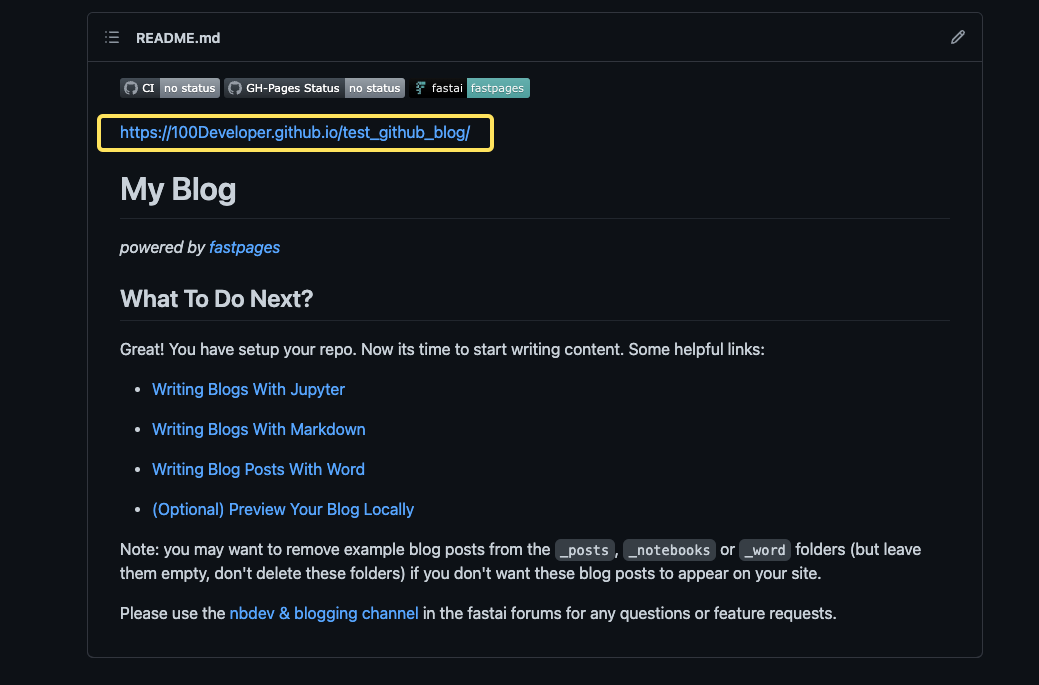 README.md
CI no status GH-Pages Status no status fastai fastpages
https://100Developer.github.io/test_github_blog/
My Blog
powered by fastpages
What To Do Next?
Great! You have setup your repo. Now its time to start writing content. Some helpful links:
Writing Blogs With Jupyter
Writing Blogs With Markdown
Writing Blog Posts With Word
(Optional) Preview Your Blog Locally
Note: you may want to remove example blog posts from the _posts, _notebooks or _word folders (but leave
them empty, don't delete these folders) if you don't want these blog posts to appear on your site.
Please use the nbdev & blogging channel in the fastai forums for any questions or feature requests.